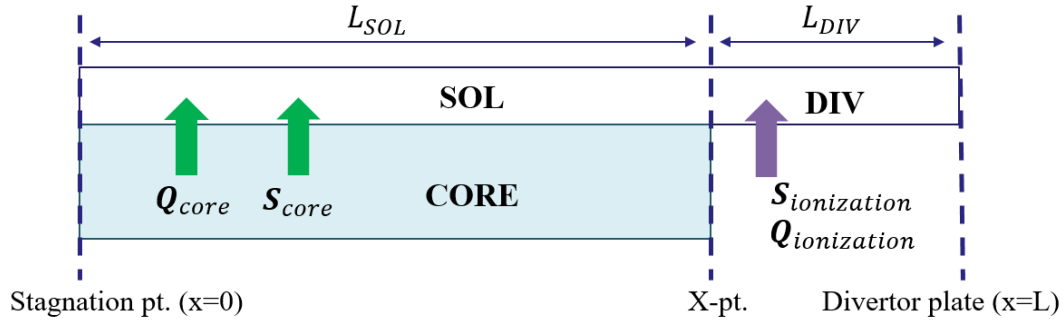 L_SOL L_DIV
SOL DIV
Q_core S_core CORE S_ionization
Q_ionization
Stagnation pt. (x=0) X-pt. Divertor plate (x=L)